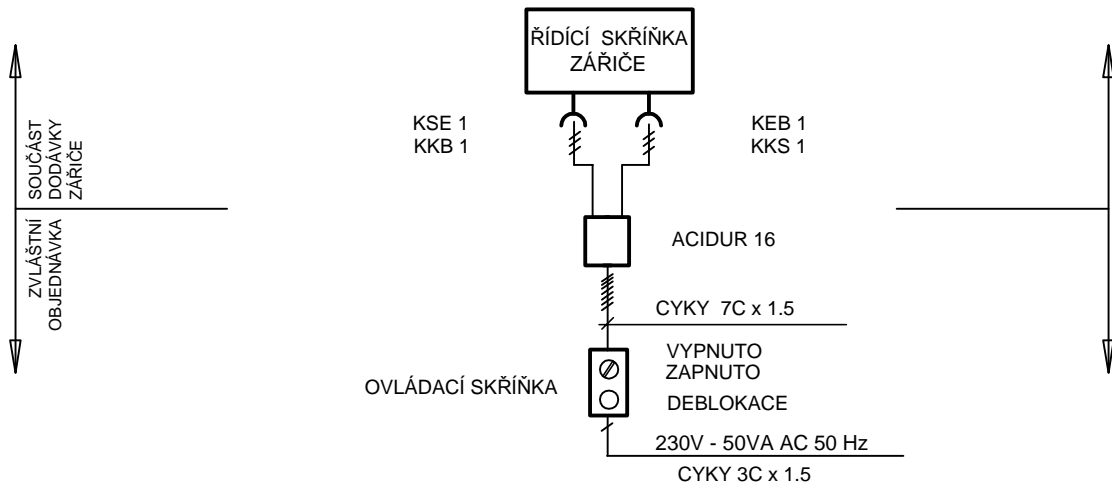 ŘÍDÍCÍ SKŘÍŇKA
ZÁŘIČE
KSE 1
KKB 1
KEB 1
KKS 1
SOUČÁST
DODÁVKY
ZÁŘIČE
ZVLÁŠTNÍ
OBJEDNÁVKA
ACIDUR 16
CYKY 7C x 1.5
VYPNUTO
ZAPNUTO
OVLÁDACÍ SKŘÍŇKA
DEBLOKACE
230V - 50VA AC 50 Hz
CYKY 3C x 1.5